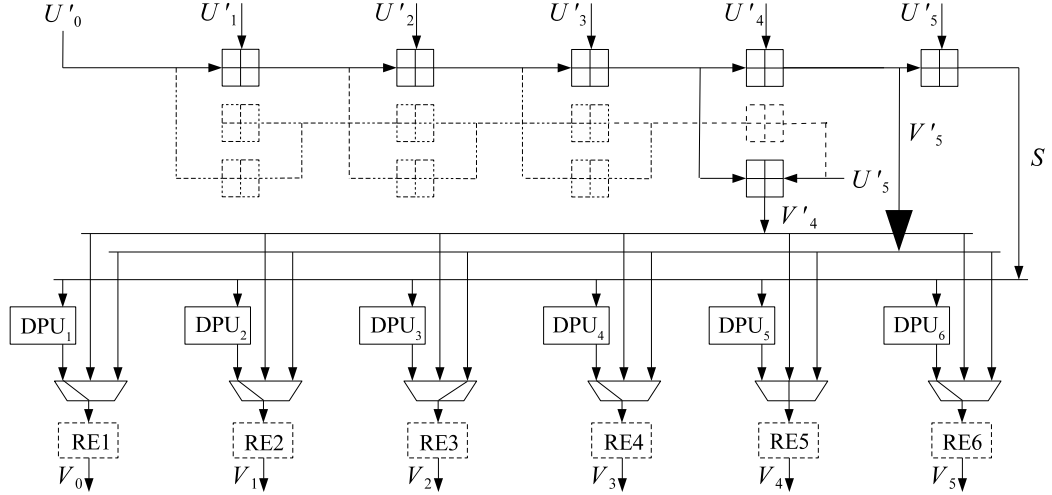 U'₀ U'₁ U'₂ U'₃ U'₄ U'₅
V'₅
S
U'₅
V'₄
DPU₁ DPU₂ DPU₃ DPU₄ DPU₅ DPU₆
RE1 RE2 RE3 RE4 RE5 RE6
V₀ V₁ V₂ V₃ V₄ V₅